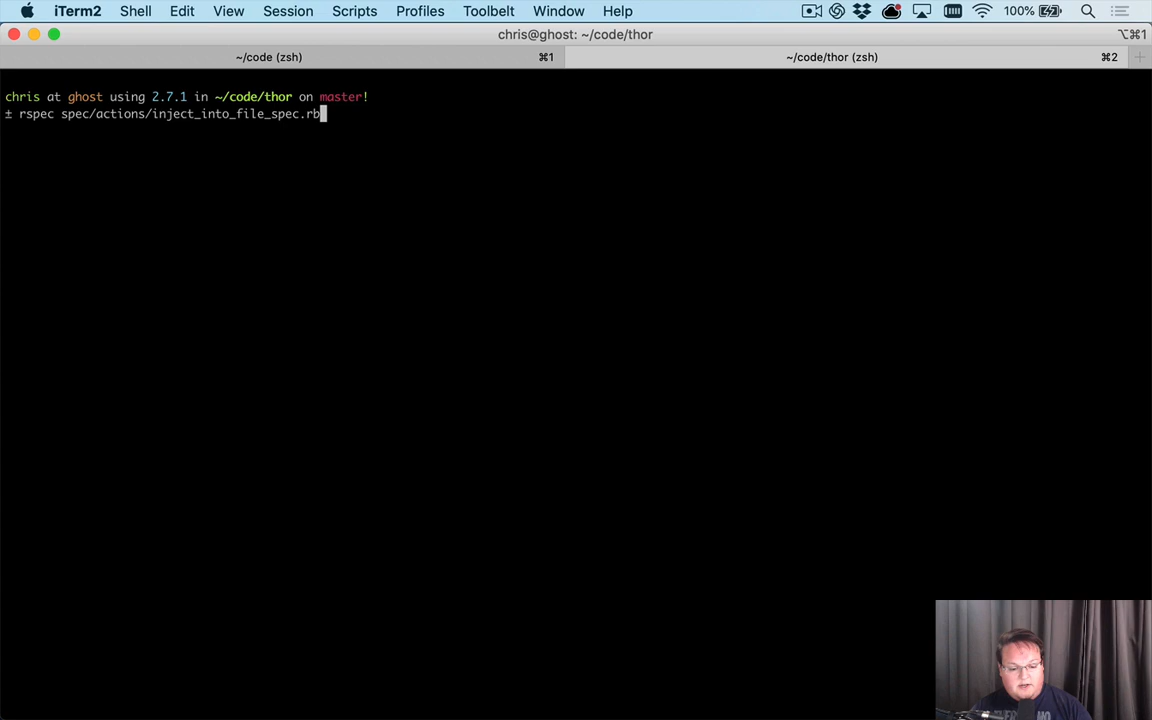 iTerm2 Shell Edit View Session Scripts Profiles Toolbelt Window Help 100%
chris@ghost: ~/code/thor ⌥⌘1
~/code (zsh) ⌘1 ~/code/thor (zsh) ⌘2
chris at ghost using 2.7.1 in ~/code/thor on master!
± rspec spec/actions/inject_into_file_spec.rb